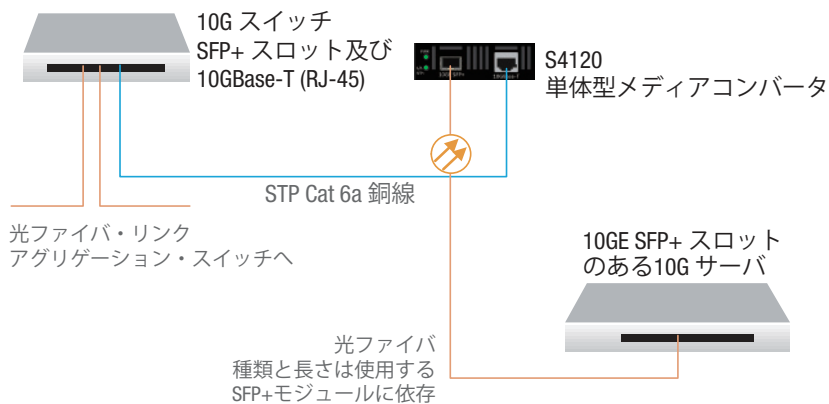 10G スイッチ
SFP+ スロット及び
10GBase-T (RJ-45)
S4120
単体型メディアコンバータ
STP Cat 6a 銅線
光ファイバ・リンク
アグリゲーション・スイッチへ
10GE SFP+ スロット
のある10G サーバ
光ファイバ
種類と長さは使用する
SFP+モジュールに依存